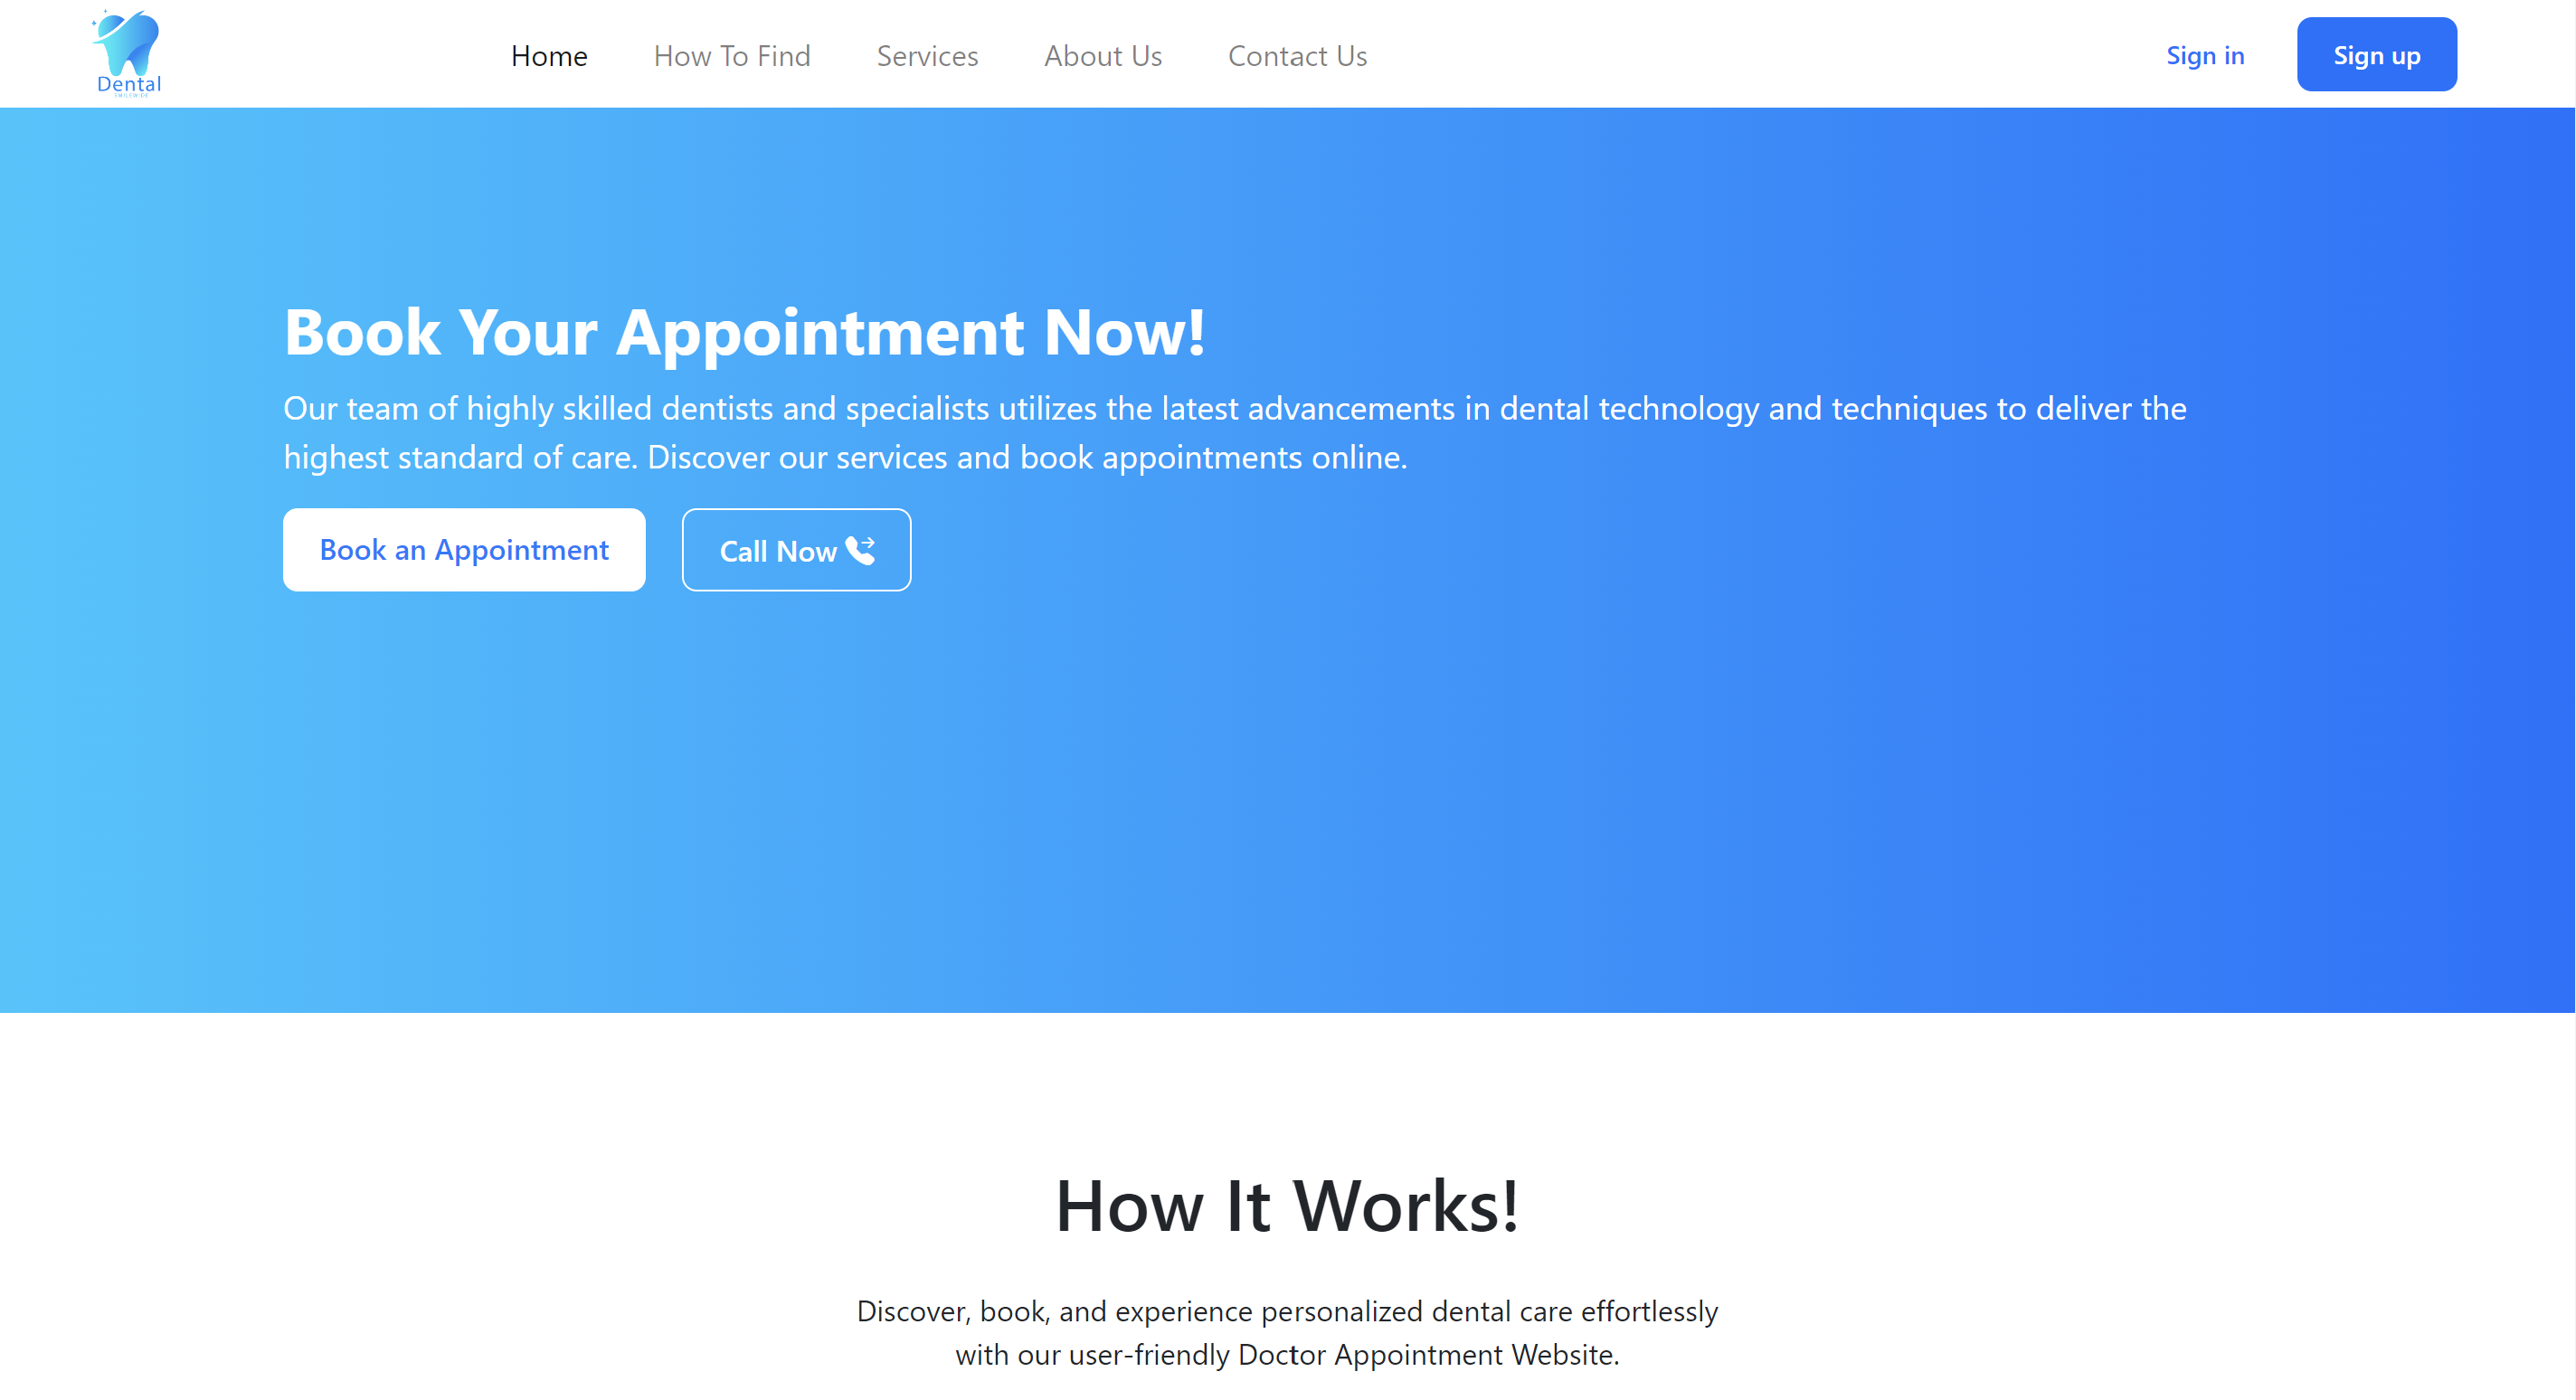 Dental
Home
How To Find
Services
About Us
Contact Us
Sign in
Sign up
Book Your Appointment Now!
Our team of highly skilled dentists and specialists utilizes the latest advancements in dental technology and techniques to deliver the
highest standard of care. Discover our services and book appointments online.
Book an Appointment
Call Now
How It Works!
Discover, book, and experience personalized dental care effortlessly
with our user-friendly Doctor Appointment Website.